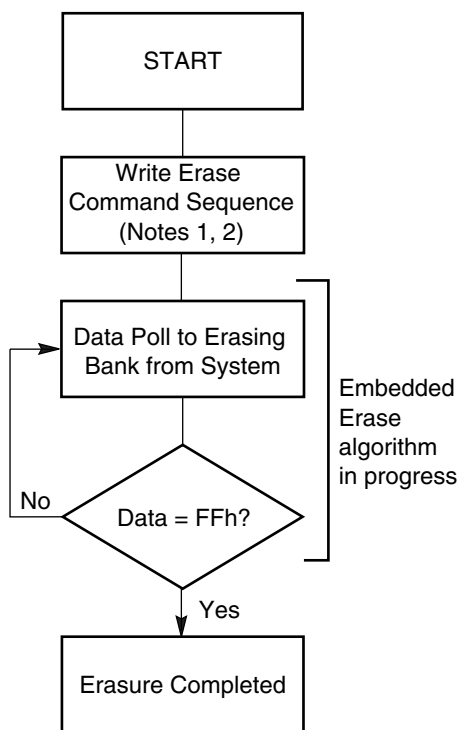 START
Write Erase
Command Sequence
(Notes 1, 2)
Data Poll to Erasing
Bank from System
Embedded
Erase
algorithm
in progress
No
Data = FFh?
Yes
Erasure Completed